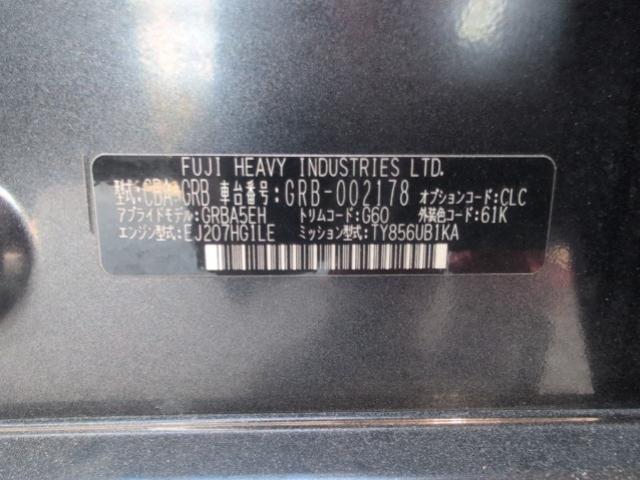 FUJI HEAVY INDUSTRIES LTD.
型式:CBA-GRB 車台番号:GRB-002178 オプションコード:CLC
アプライドモデル:GRBA5EH トリムコード:G60 外装色コード:61K
エンジン型式:EJ207HG1LE ミッション型式:TY856UB1KA